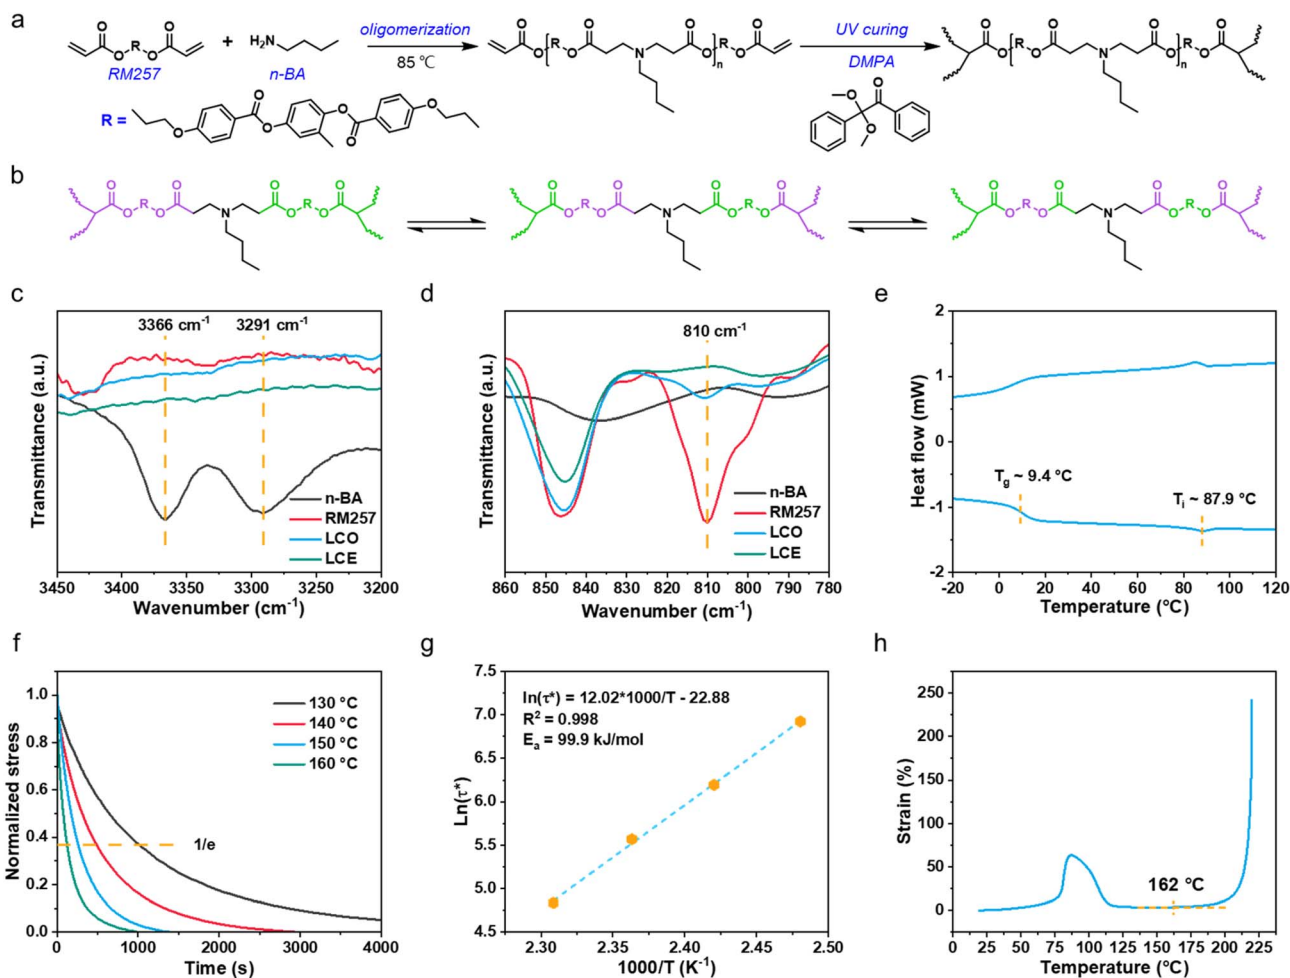 a
O
O
R
O
O
RM257
+
H₂N
n-BA
oligomerization
85 ℃
O
O
R
O
O
N
O
O
n
R
O
O
UV curing
DMPA
O
O
O
O
O
R
O
O
N
O
O
n
R
O
O
R =
O
O
O
O
O
O
b
O
O
R
O
O
N
O
O
R
O
O
O
O
R
O
O
N
O
O
R
O
O
O
O
R
O
O
N
O
O
R
O
O
c
3366 cm⁻¹
3291 cm⁻¹
Transmittance (a.u.)
n-BA
RM257
LCO
LCE
3450 3400 3350 3300 3250 3200
Wavenumber (cm⁻¹)
d
810 cm⁻¹
Transmittance (a.u.)
n-BA
RM257
LCO
LCE
860 850 840 830 820 810 800 790 780
Wavenumber (cm⁻¹)
e
Heat flow (mW)
2
1
0
-1
-2
T_g ~ 9.4 °C
T_i ~ 87.9 °C
-20 0 20 40 60 80 100 120
Temperature (°C)
f
Normalized stress
1.0
0.8
0.6
0.4
0.2
0.0
130 °C
140 °C
150 °C
160 °C
1/e
0 1000 2000 3000 4000
Time (s)
g
Ln(τ*)
7.5
7.0
6.5
6.0
5.5
5.0
4.5
ln(τ*) = 12.02*1000/T - 22.88
R² = 0.998
E_a = 99.9 kJ/mol
2.30 2.35 2.40 2.45 2.50
1000/T (K⁻¹)
h
Strain (%)
250
200
150
100
50
0
162 °C
0 25 50 75 100 125 150 175 200 225
Temperature (°C)